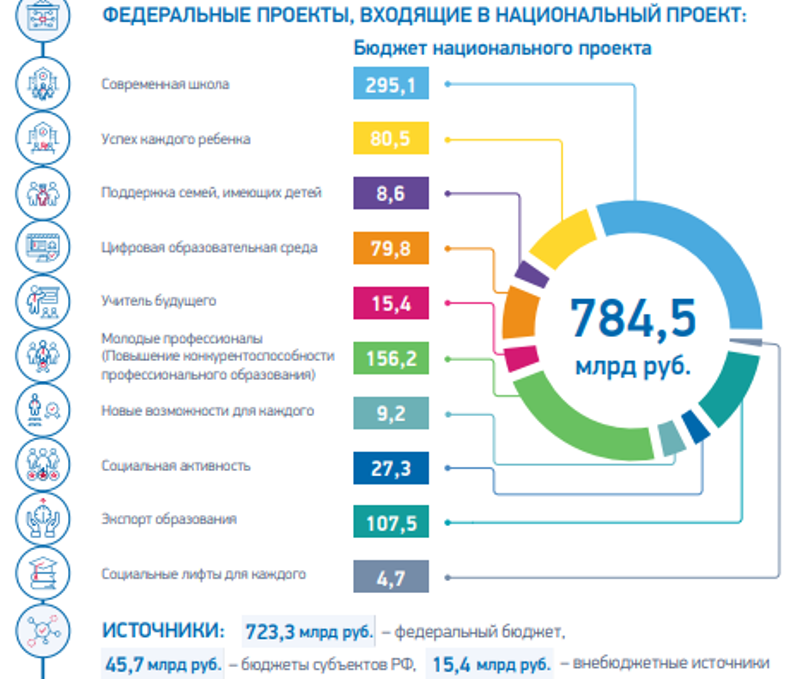 ФЕДЕРАЛЬНЫЕ ПРОЕКТЫ, ВХОДЯЩИЕ В НАЦИОНАЛЬНЫЙ ПРОЕКТ:
Бюджет национального проекта
Современная школа 295,1
Успех каждого ребенка 80,5
Поддержка семей, имеющих детей 8,6
Цифровая образовательная среда 79,8
Учитель будущего 15,4
Молодые профессионалы
(Повышение конкурентоспособности
профессионального образования) 156,2
Новые возможности для каждого 9,2
Социальная активность 27,3
Экспорт образования 107,5
Социальные лифты для каждого 4,7
784,5
млрд руб.
ИСТОЧНИКИ: 723,3 млрд руб. – федеральный бюджет,
45,7 млрд руб. – бюджеты субъектов РФ, 15,4 млрд руб. – внебюджетные источники